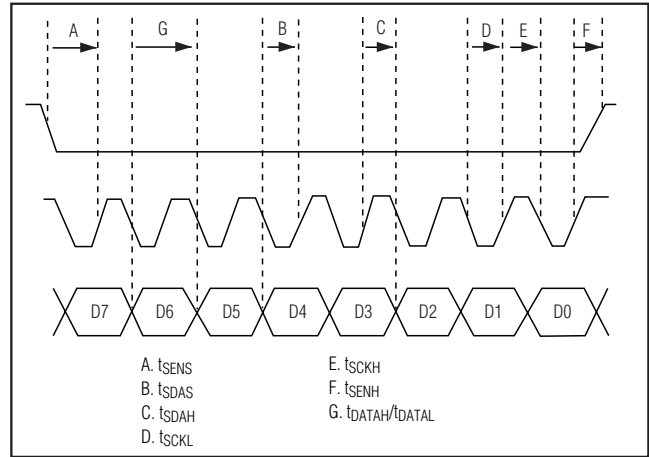 A G B C D E F
D7 D6 D5 D4 D3 D2 D1 D0
A. tSENS
B. tSDAS
C. tSDAH
D. tSCKL
E. tSCKH
F. tSENH
G. tDATAH/tDATAL